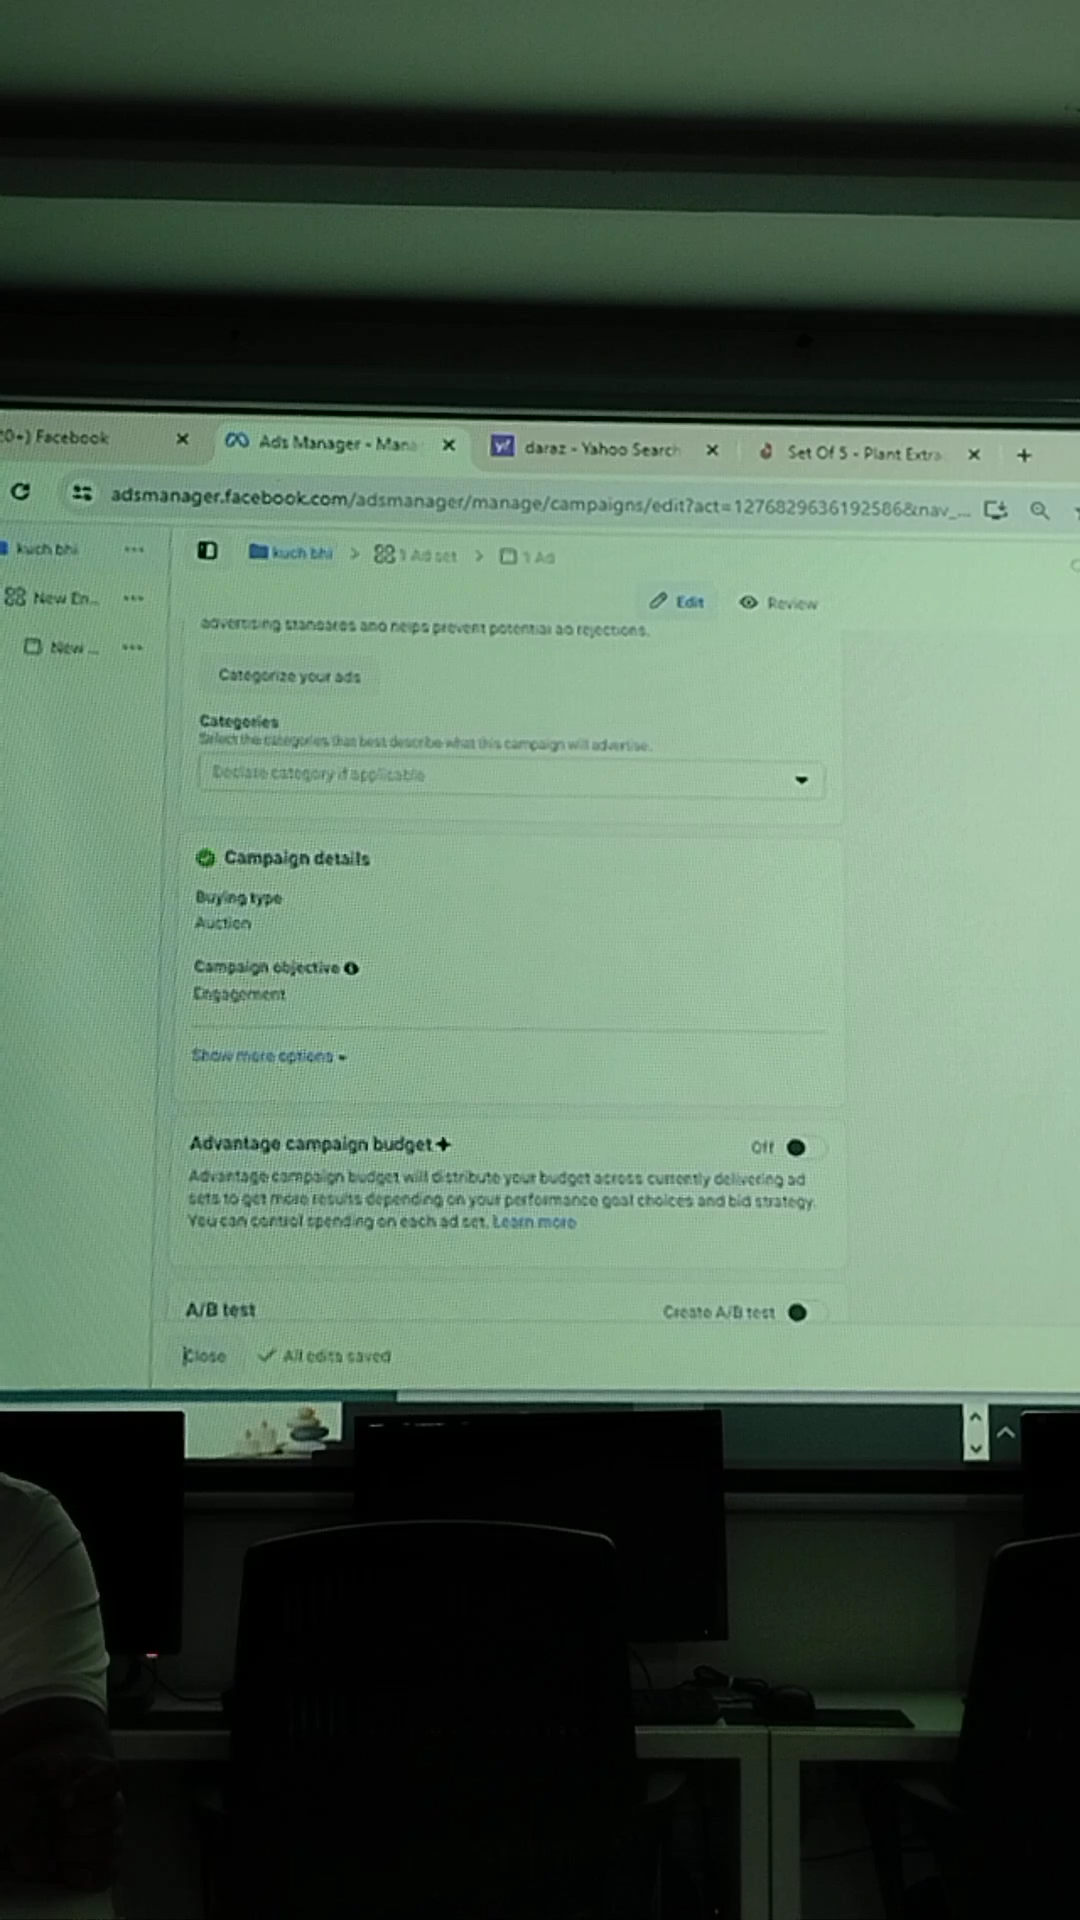 20+) Facebook
Ads Manager - Mana
daraz - Yahoo Search
Set Of 5 - Plant Extra
adsmanager.facebook.com/adsmanager/manage/campaigns/edit?act=1276829636192586&nav_...
kuch bhi
kuch bhi > 1 Ad set > 1 Ad
New En...
Edit
Review
New ...
advertising standards and helps prevent potential ad rejections.
Categorize your ads
Categories
Select the categories that best describe what this campaign will advertise.
Declare category if applicable
Campaign details
Buying type
Auction
Campaign objective
Engagement
Show more options
Advantage campaign budget
Off
Advantage campaign budget will distribute your budget across currently delivering ad
sets to get more results depending on your performance goal choices and bid strategy.
You can control spending on each ad set. Learn more
A/B test
Create A/B test
Close
All edits saved